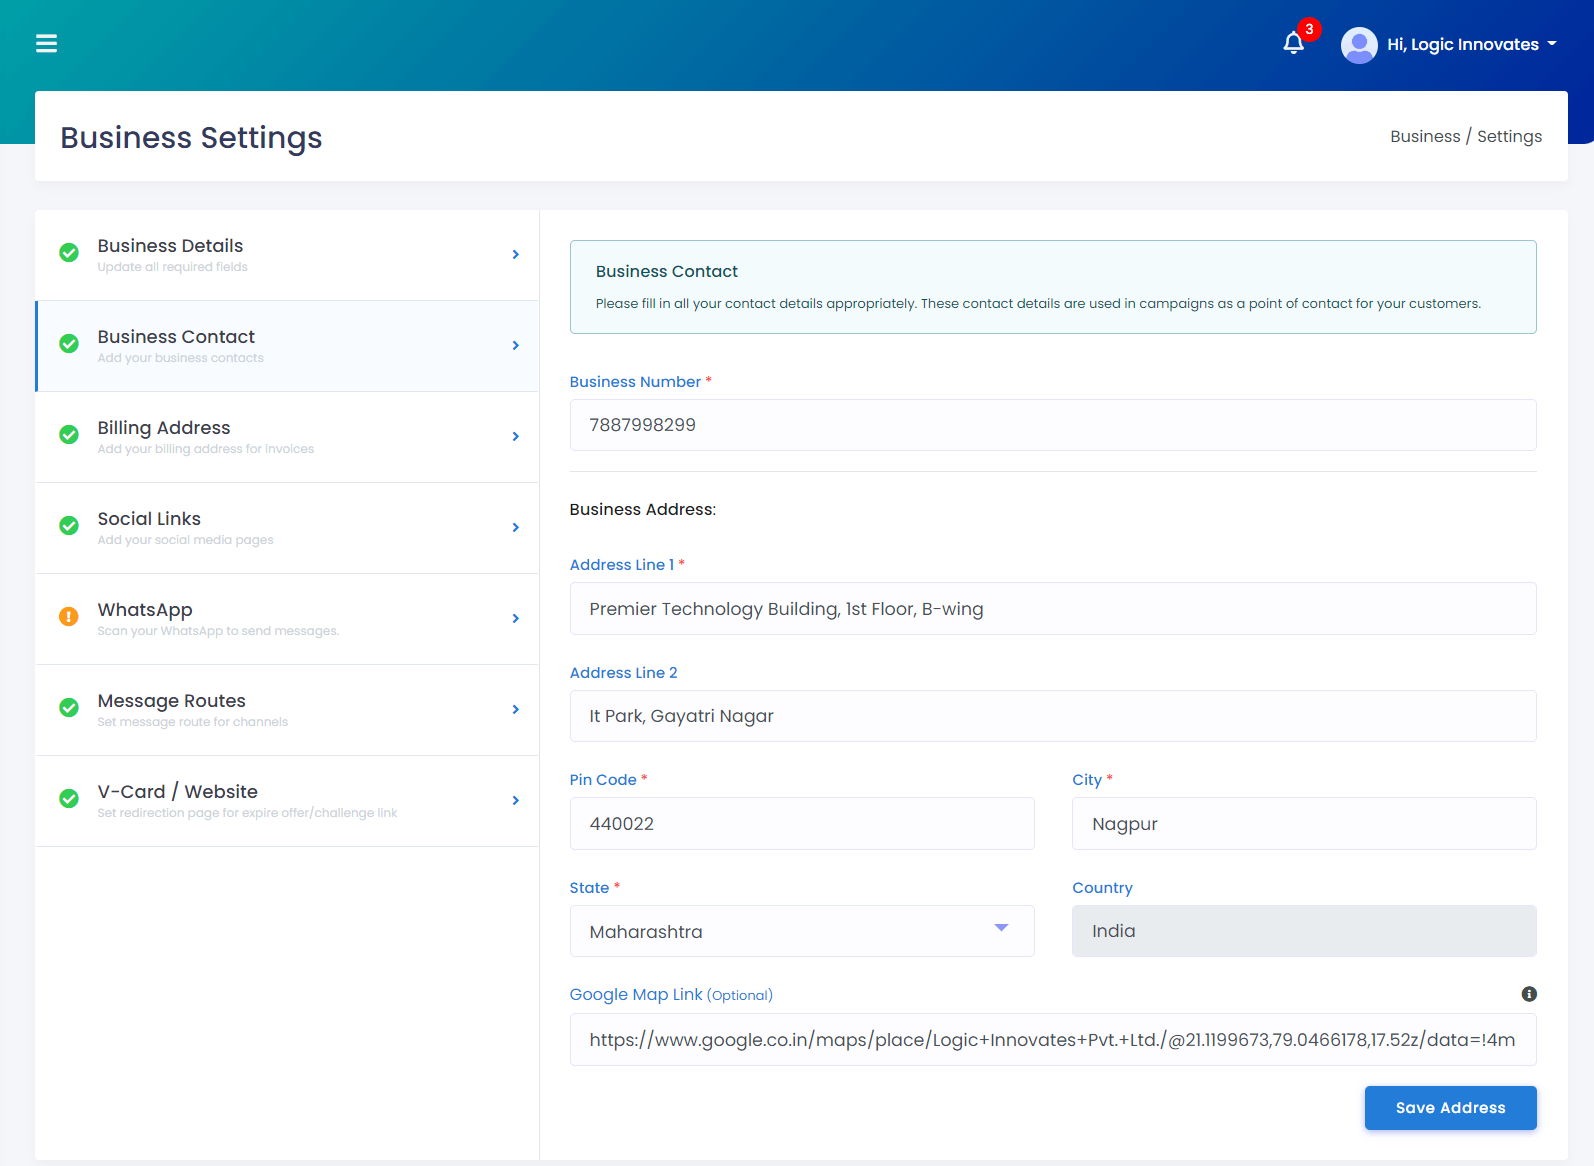 3
Hi, Logic Innovates
Business Settings
Business / Settings
Business Details
Update all required fields
Business Contact
Add your business contacts
Billing Address
Add your billing address for invoices
Social Links
Add your social media pages
WhatsApp
Scan your WhatsApp to send messages.
Message Routes
Set message route for channels
V-Card / Website
Set redirection page for expire offer/challenge link
Business Contact
Please fill in all your contact details appropriately. These contact details are used in campaigns as a point of contact for your customers.
Business Number *
7887998299
Business Address:
Address Line 1 *
Premier Technology Building, 1st Floor, B-wing
Address Line 2
It Park, Gayatri Nagar
Pin Code *
440022
City *
Nagpur
State *
Maharashtra
Country
India
Google Map Link (Optional)
https://www.google.co.in/maps/place/Logic+Innovates+Pvt.+Ltd./@21.1199673,79.0466178,17.52z/data=!4m
Save Address